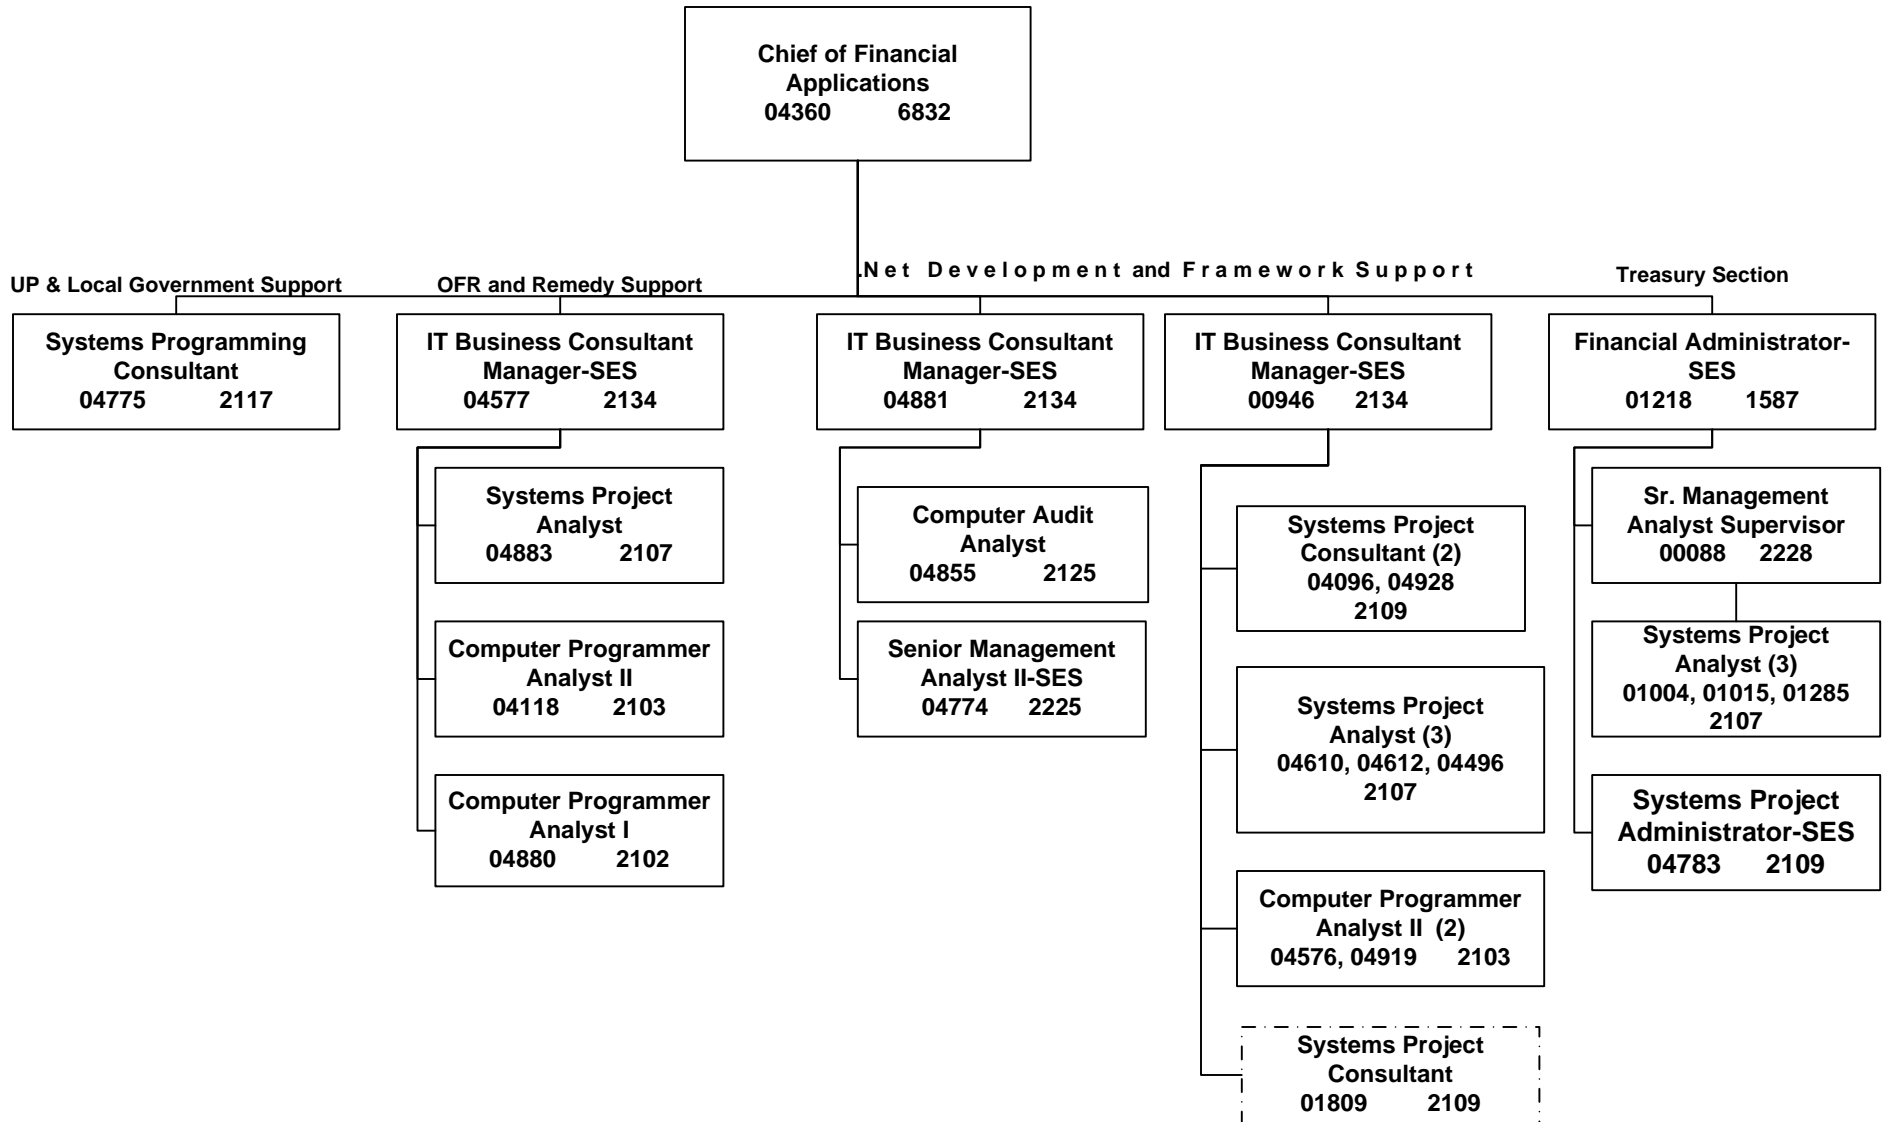 Chief of Financial
Applications
04360 6832
UP & Local Government Support
OFR and Remedy Support
.Net Development and Framework Support
Treasury Section
Systems Programming
Consultant
04775 2117
IT Business Consultant
Manager-SES
04577 2134
IT Business Consultant
Manager-SES
04881 2134
IT Business Consultant
Manager-SES
00946 2134
Financial Administrator-
SES
01218 1587
Systems Project
Analyst
04883 2107
Computer Programmer
Analyst II
04118 2103
Computer Programmer
Analyst I
04880 2102
Computer Audit
Analyst
04855 2125
Senior Management
Analyst II-SES
04774 2225
Systems Project
Consultant (2)
04096, 04928
2109
Systems Project
Analyst (3)
04610, 04612, 04496
2107
Computer Programmer
Analyst II (2)
04576, 04919 2103
Systems Project
Consultant
01809 2109
Sr. Management
Analyst Supervisor
00088 2228
Systems Project
Analyst (3)
01004, 01015, 01285
2107
Systems Project
Administrator-SES
04783 2109